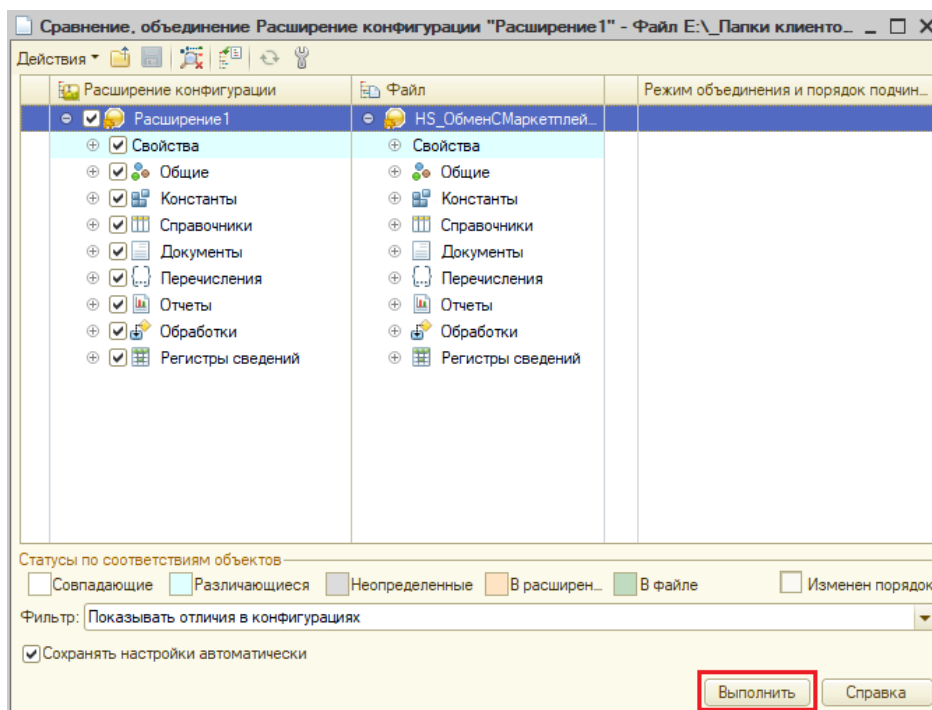 Сравнение, объединение Расширение конфигурации "Расширение1" - Файл E:\_Папки клиенто...
Действия
Расширение конфигурации Файл Режим объединения и порядок подчин...
Расширение1 HS_ОбменСМаркетплей...
Свойства Свойства
Общие Общие
Константы Константы
Справочники Справочники
Документы Документы
Перечисления Перечисления
Отчеты Отчеты
Обработки Обработки
Регистры сведений Регистры сведений
Статусы по соответствиям объектов
Совпадающие Различающиеся Неопределенные В расширен... В файле Изменен порядок
Фильтр: Показывать отличия в конфигурациях
Сохранять настройки автоматически
Выполнить Справка